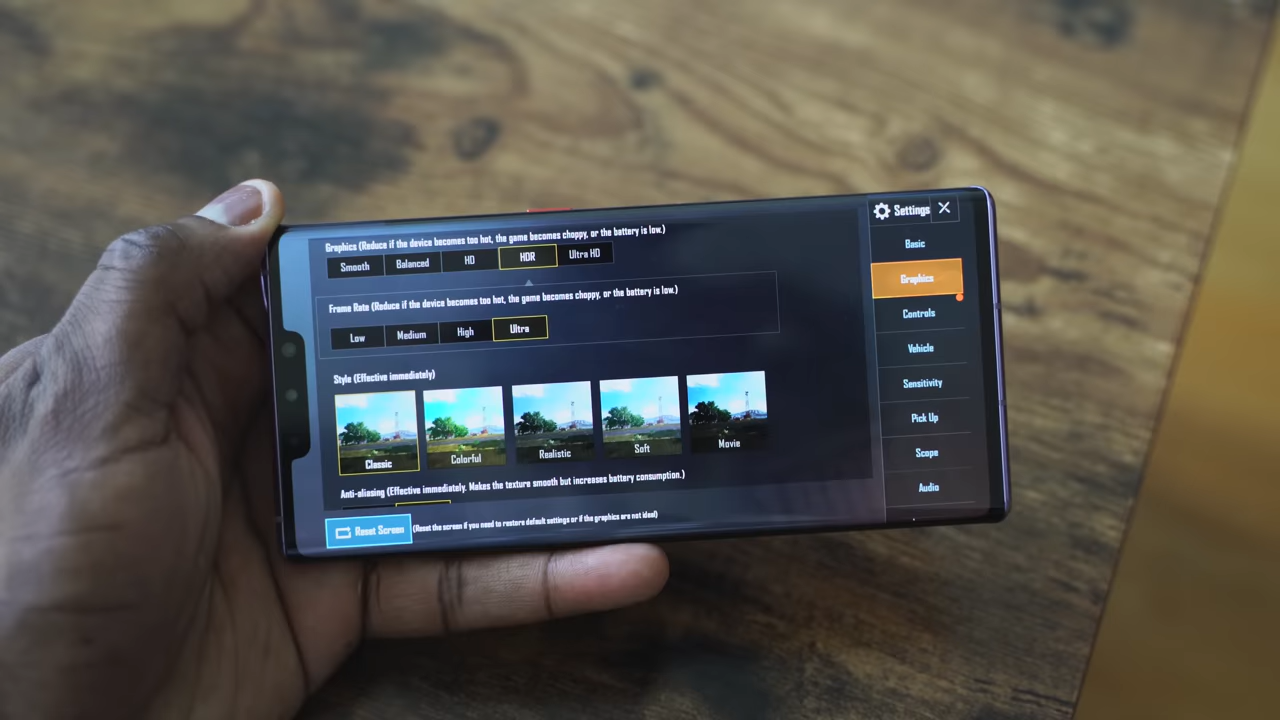 Settings X
Graphics (Reduce if the device becomes too hot, the game becomes choppy, or the battery is low.)
Smooth Balanced HD HDR Ultra HD
Frame Rate (Reduce if the device becomes too hot, the game becomes choppy, or the battery is low.)
Low Medium High Ultra
Style (Effective immediately)
Classic Colorful Realistic Soft Movie
Anti-aliasing (Effective immediately. Makes the texture smooth but increases battery consumption.)
Reset Screen (Reset the screen if you need to restore default settings or if the graphics are not ideal)
Basic
Graphics
Controls
Vehicle
Sensitivity
Pick Up
Scope
Audio